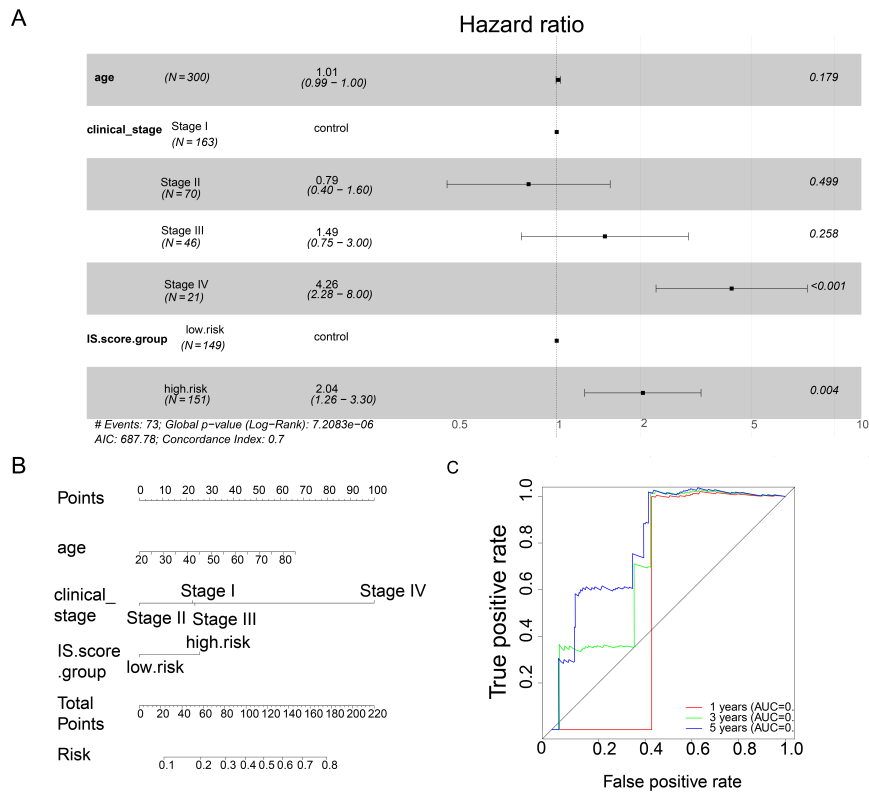 A
Hazard ratio
age (N = 300) 1.01 0.179
(0.99 − 1.00)
clinical_stage Stage I control
(N = 163)
Stage II 0.79 0.499
(N = 70) (0.40 − 1.60)
Stage III 1.49 0.258
(N = 46) (0.75 − 3.00)
Stage IV 4.26 <0.001
(N = 21) (2.28 − 8.00)
IS.score.group low.risk control
(N = 149)
high.risk 2.04 0.004
(N = 151) (1.26 − 3.30)
# Events: 73; Global p−value (Log−Rank): 7.2083e−06
AIC: 687.78; Concordance Index: 0.7
0.5 1 2 5 10
B
Points 0 10 20 30 40 50 60 70 80 90 100
age
20 30 40 50 60 70 80
clinical_ Stage I Stage IV
stage Stage II Stage III
IS.score high.risk
.group low.risk
Total
Points 0 20 40 60 80 100 120 140 160 180 200 220
Risk
0.1 0.2 0.3 0.4 0.5 0.6 0.7 0.8
C
True positive rate
1.0
0.8
0.6
0.4
0.2
1 years (AUC=0.
3 years (AUC=0.
5 years (AUC=0.
0 0.2 0.4 0.6 0.8 1.0
False positive rate